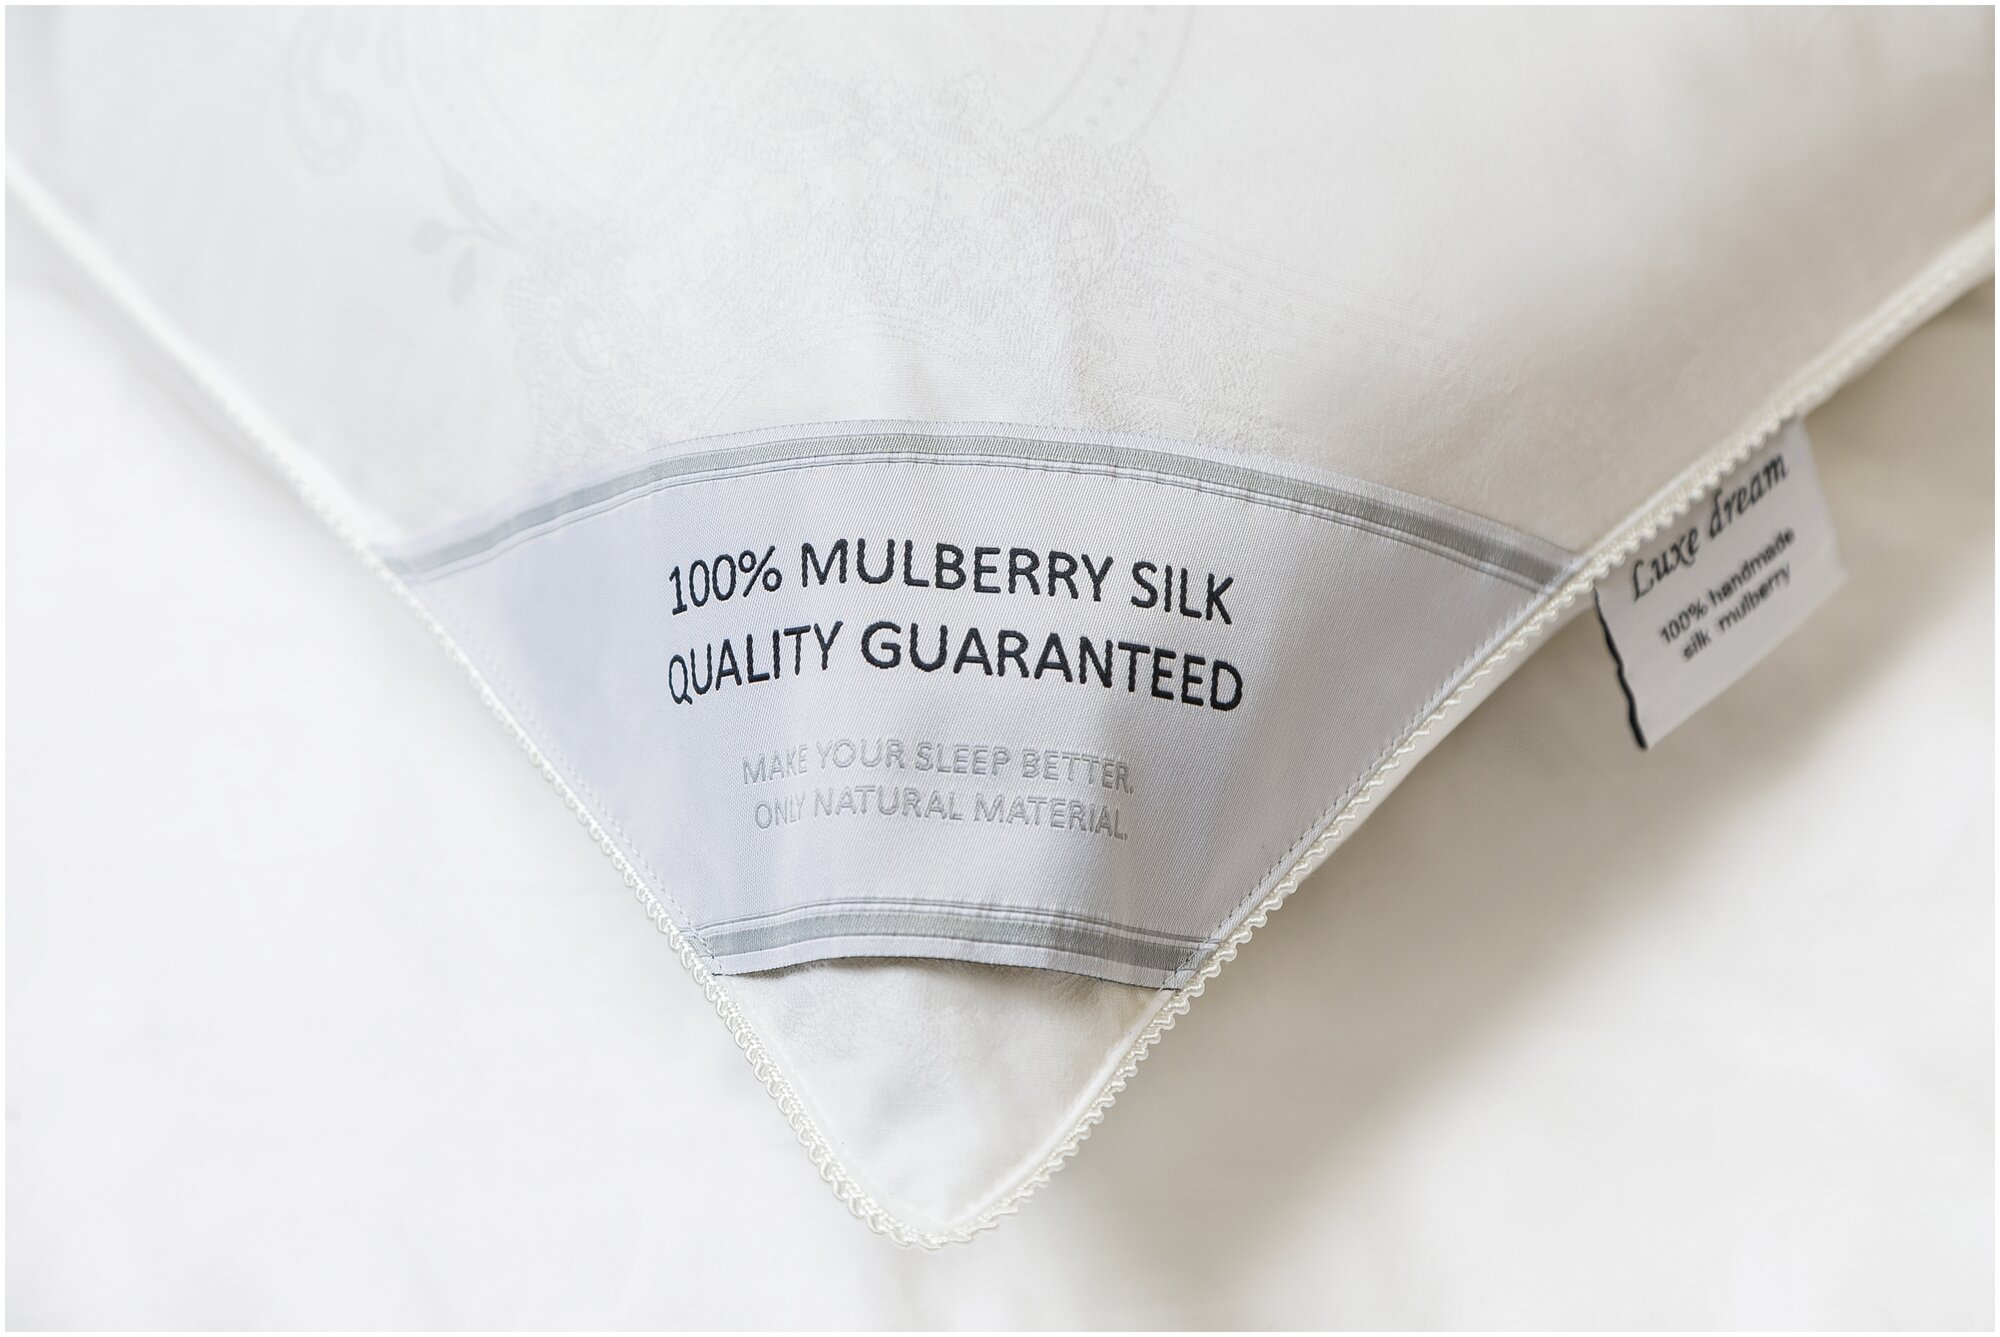 100% MULBERRY SILK
QUALITY GUARANTEED
MAKE YOUR SLEEP BETTER.
ONLY NATURAL MATERIAL.
Luxe dream
100% handmade
silk mulberry